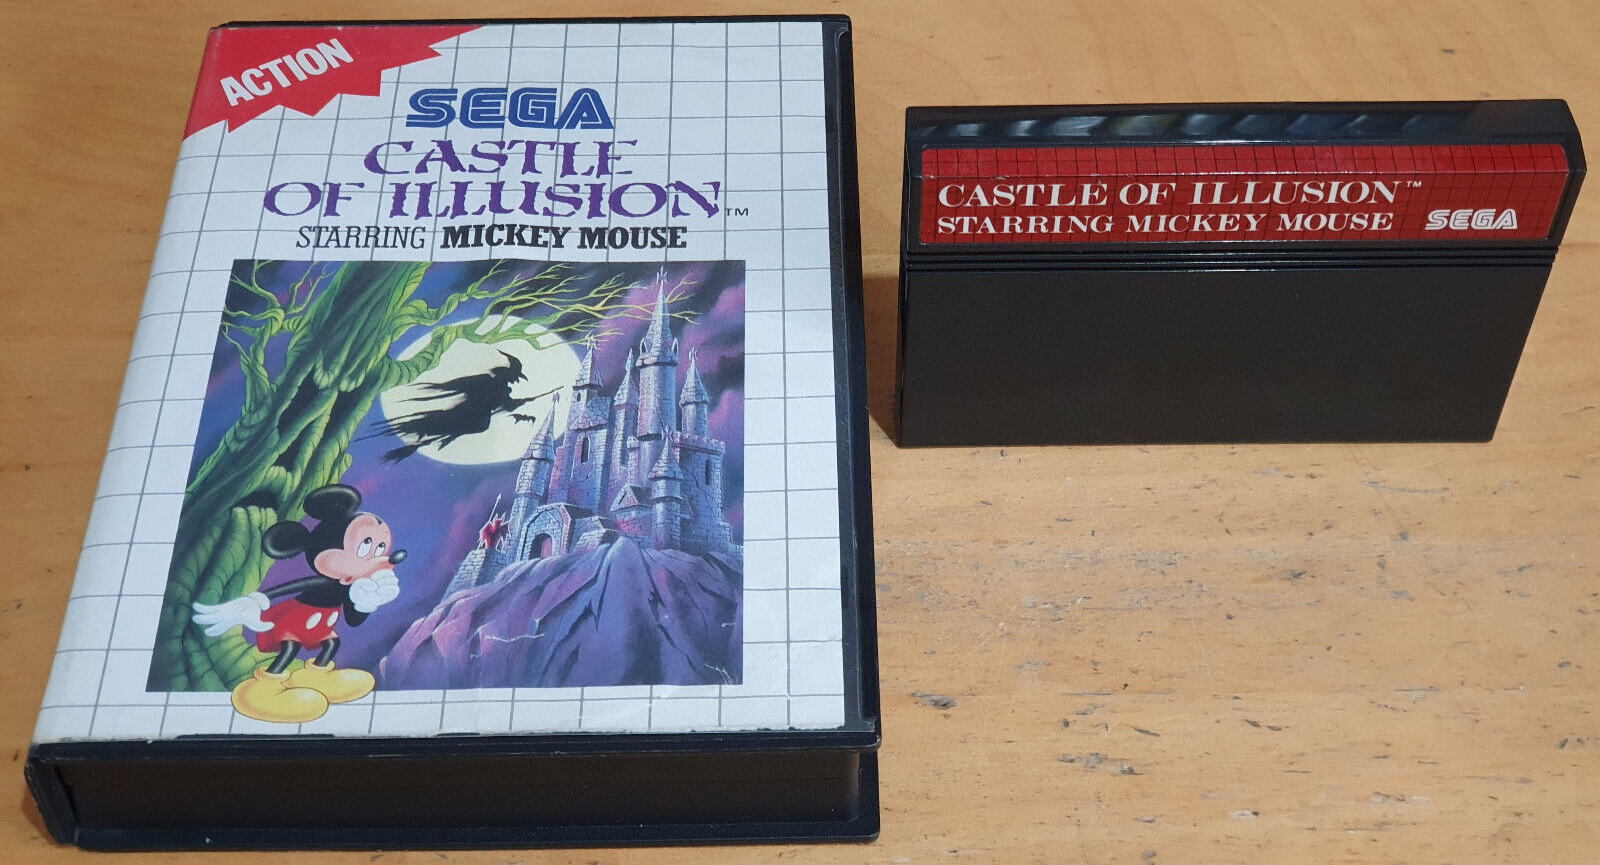 ACTION
SEGA
CASTLE
OF ILLUSION™
STARRING MICKEY MOUSE
CASTLE OF ILLUSION™
STARRING MICKEY MOUSE SEGA